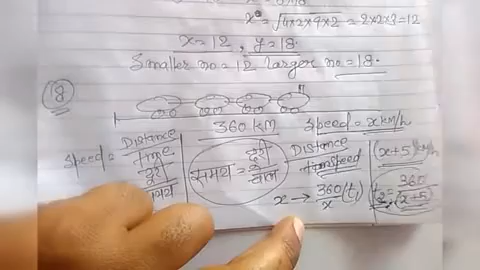 x² = √4×2×9×2 = 2×2×3 = 12
x = 12, y = 18.
Smaller no = 12 larger no. = 18.
18
360 KM Speed = x km/h
Speed = Distance / time समय = दूरी / चाल Distance / speed (x+5) km/h
दूरी
x → 360/x (t₁) t₂ = 360/(x+5)